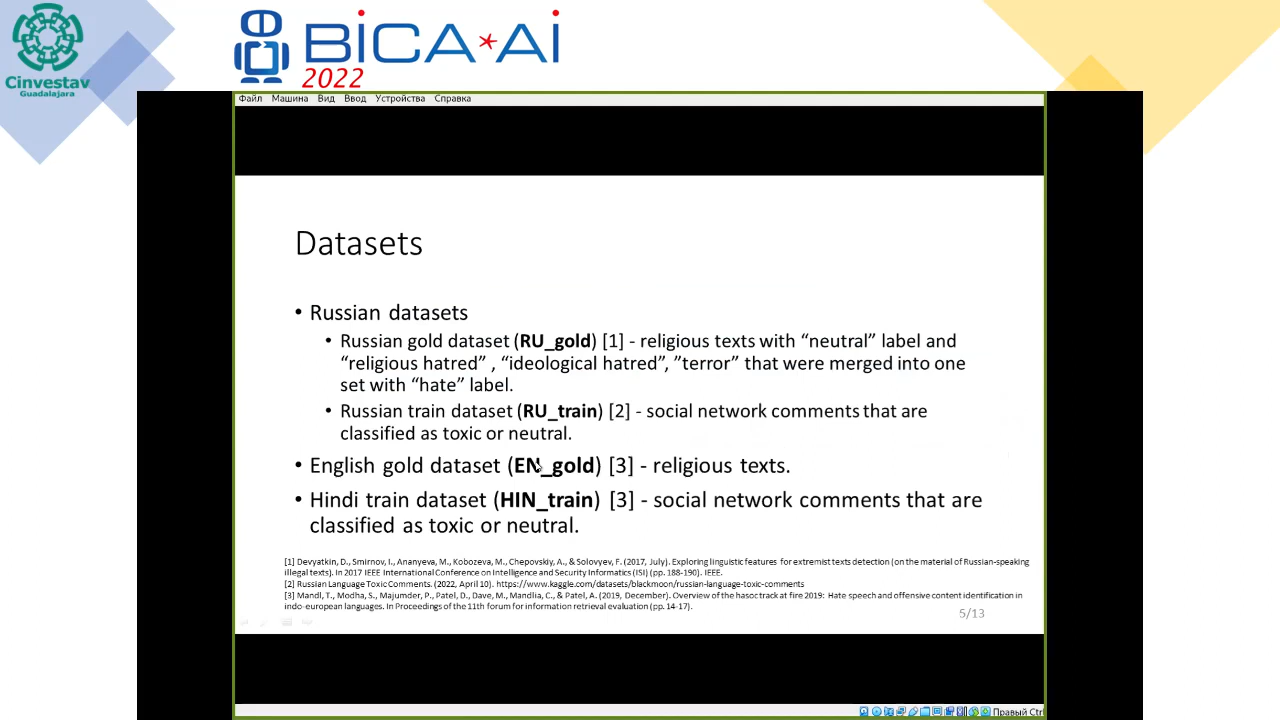 Cinvestav
Guadalajara
BiCA*Ai
2022
Файл Машина Вид Ввод Устройства Справка
Datasets
• Russian datasets
• Russian gold dataset (RU_gold) [1] - religious texts with “neutral” label and
“religious hatred” , “ideological hatred”, ”terror” that were merged into one
set with “hate” label.
• Russian train dataset (RU_train) [2] - social network comments that are
classified as toxic or neutral.
• English gold dataset (EN_gold) [3] - religious texts.
• Hindi train dataset (HIN_train) [3] - social network comments that are
classified as toxic or neutral.
[1] Devyatkin, D., Smirnov, I., Ananyeva, M., Kobozeva, M., Chepovskiy, A., & Solovyev, F. (2017, July). Exploring linguistic features for extremist texts detection (on the material of Russian-speaking
illegal texts). In 2017 IEEE International Conference on Intelligence and Security Informatics (ISI) (pp. 188-190). IEEE.
[2] Russian Language Toxic Comments. (2022, April 10). https://www.kaggle.com/datasets/blackmoon/russian-language-toxic-comments
[3] Mandl, T., Modha, S., Majumder, P., Patel, D., Dave, M., Mandlia, C., & Patel, A. (2019, December). Overview of the hasoc track at fire 2019: Hate speech and offensive content identification in
indo-european languages. In Proceedings of the 11th forum for information retrieval evaluation (pp. 14-17).
5/13
Правый Ctrl